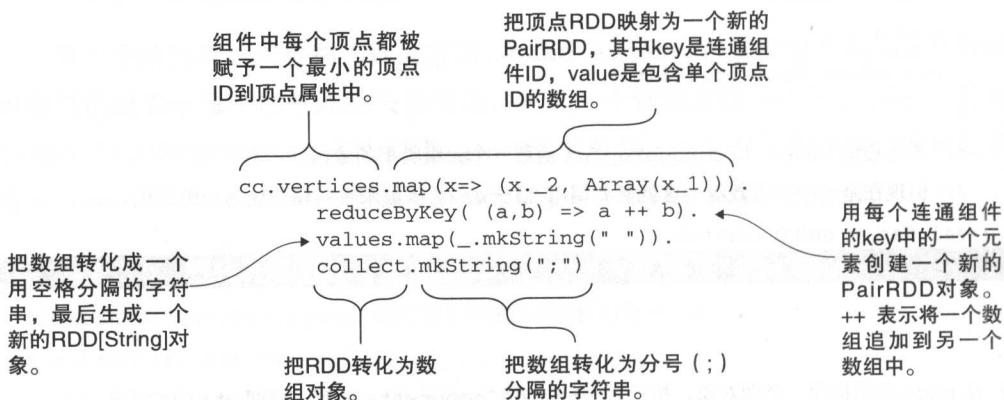 组件中每个顶点都被
赋予一个最小的顶点
ID到顶点属性中。
把顶点RDD映射为一个新的
PairRDD，其中key是连通组
件ID，value是包含单个顶点
ID的数组。
cc.vertices.map(x=> (x._2, Array(x_1))).
reduceByKey( (a,b) => a ++ b).
values.map(_.mkString(" ")).
collect.mkString(";")
把数组转化成一个
用空格分隔的字符
串，最后生成一个
新的RDD[String]对
象。
用每个连通组件
的key中的一个元
素创建一个新的
PairRDD对象。
++ 表示将一个数
组追加到另一个
数组中。
把RDD转化为数
组对象。
把数组转化为分号（;）
分隔的字符串。